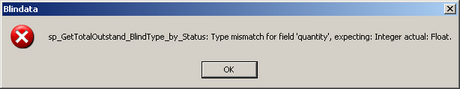 Blindata
sp_GetTotalOutstand_BlindType_by_Status: Type mismatch for field 'quantity', expecting: Integer actual: Float.
OK